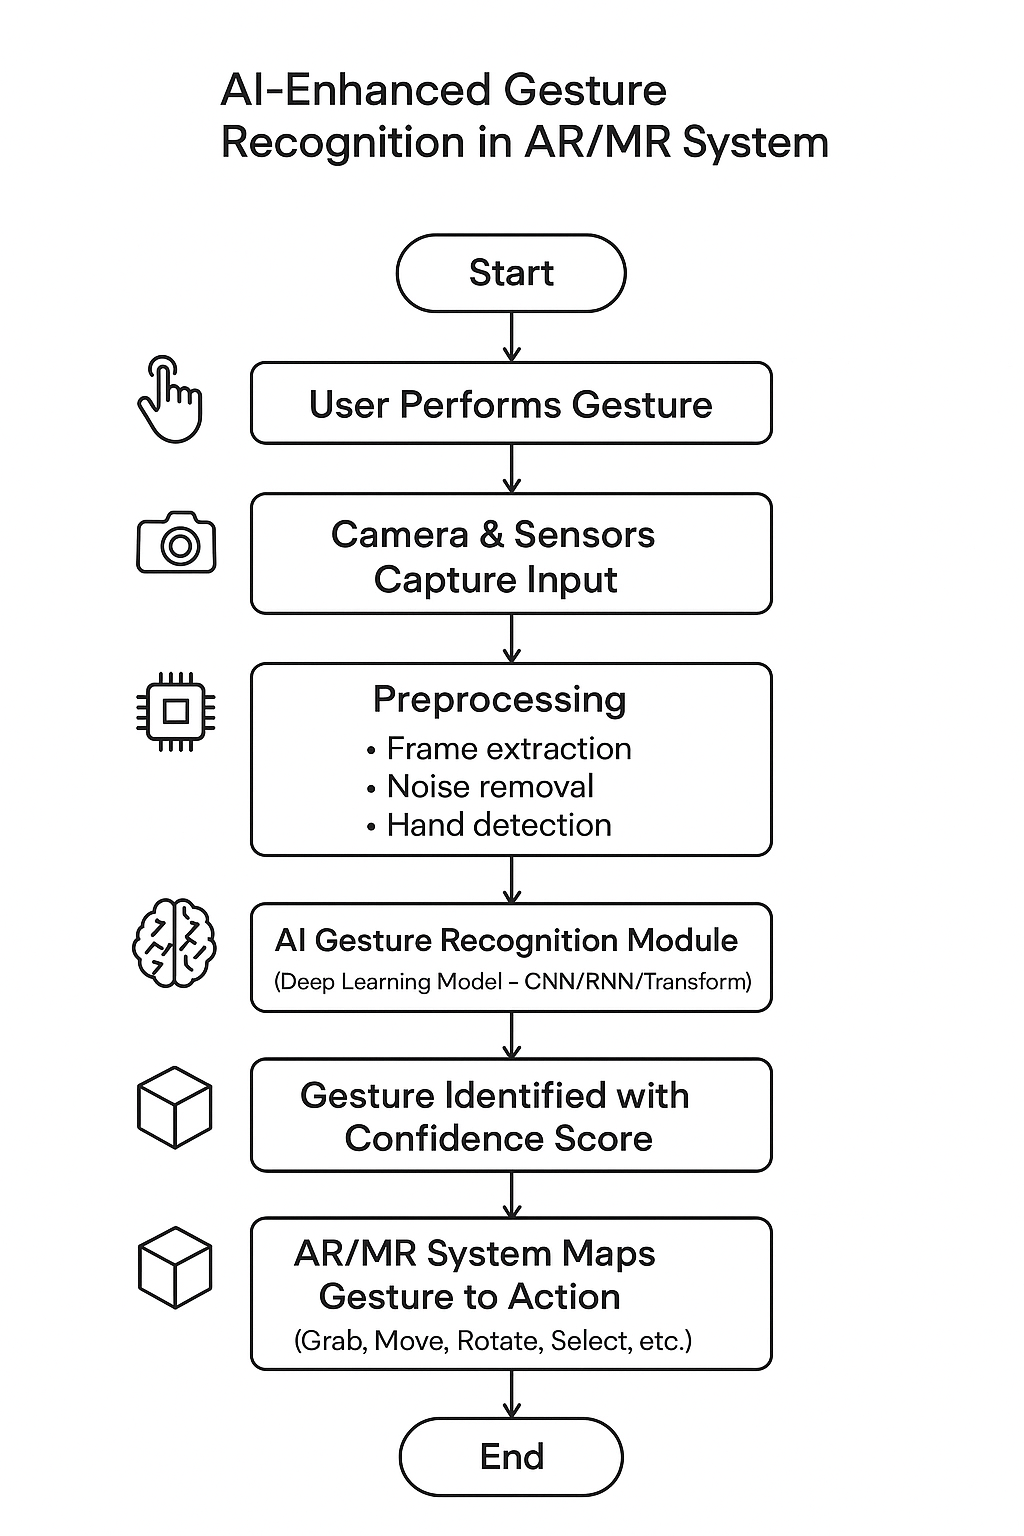 AI-Enhanced Gesture
Recognition in AR/MR System
Start
User Performs Gesture
Camera & Sensors
Capture Input
Preprocessing
• Frame extraction
• Noise removal
• Hand detection
AI Gesture Recognition Module
(Deep Learning Model – CNN/RNN/Transform)
Gesture Identified with
Confidence Score
AR/MR System Maps
Gesture to Action
(Grab, Move, Rotate, Select, etc.)
End